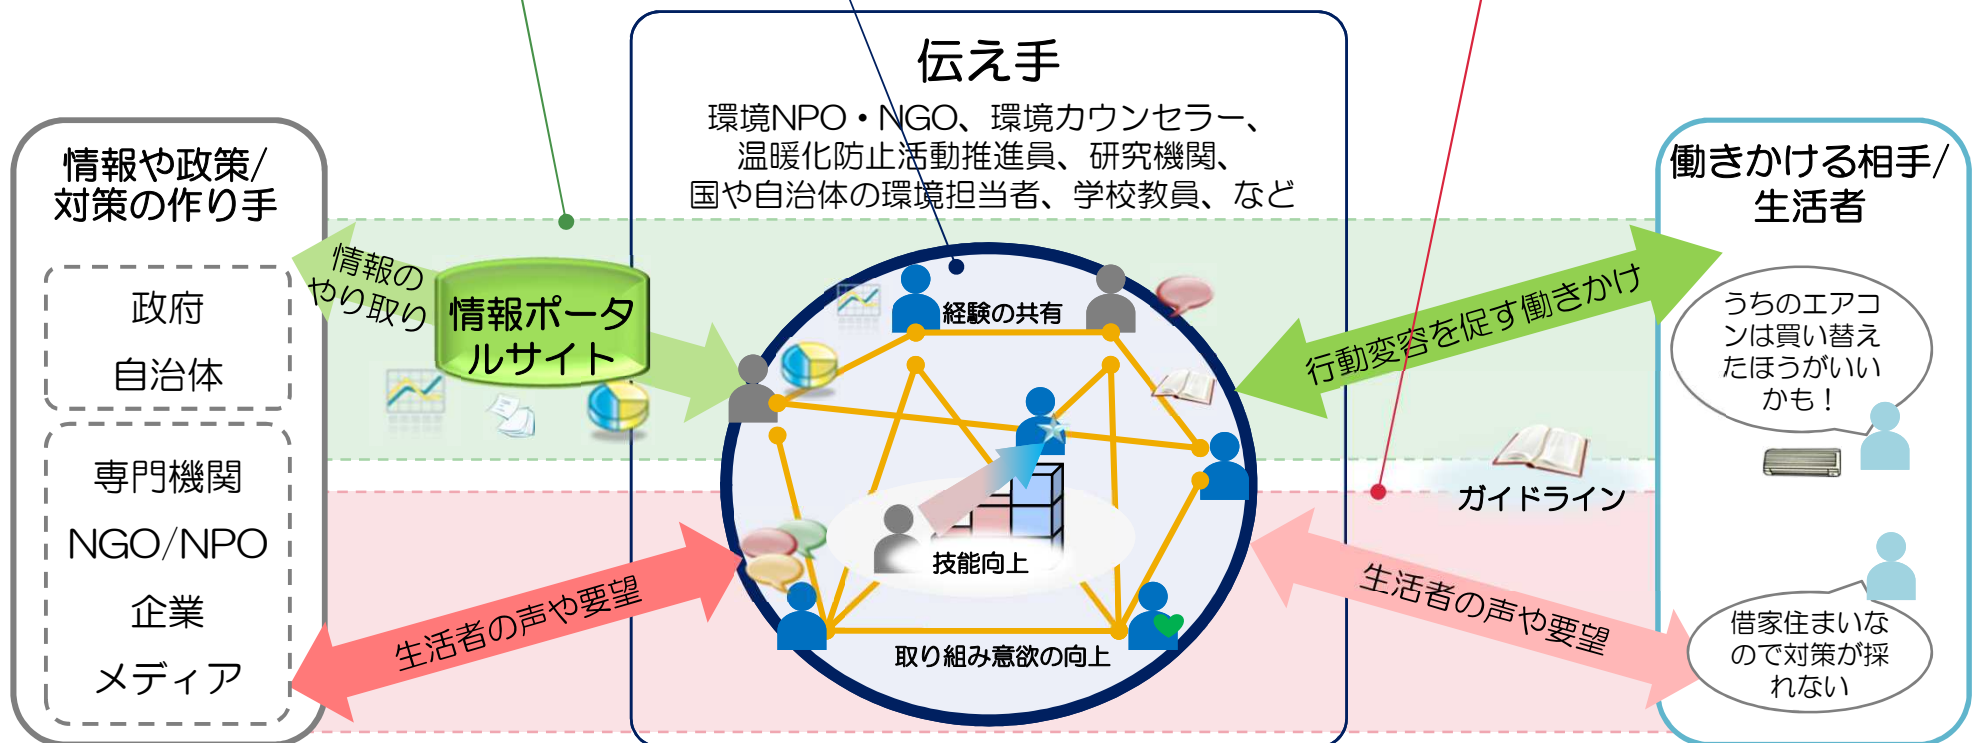 伝え手
環境NPO・NGO、環境カウンセラー、
温暖化防止活動推進員、研究機関、
国や自治体の環境担当者、学校教員、など
情報や政策/
対策の作り手
政府
自治体
専門機関
NGO/NPO
企業
メディア
情報の
やり取り
情報ポータ
ルサイト
生活者の声や要望
経験の共有
技能向上
取り組み意欲の向上
行動変容を促す働きかけ
ガイドライン
生活者の声や要望
働きかける相手/
生活者
うちのエアコ
ンは買い替え
たほうがいい
かも！
借家住まいな
ので対策が採
れない